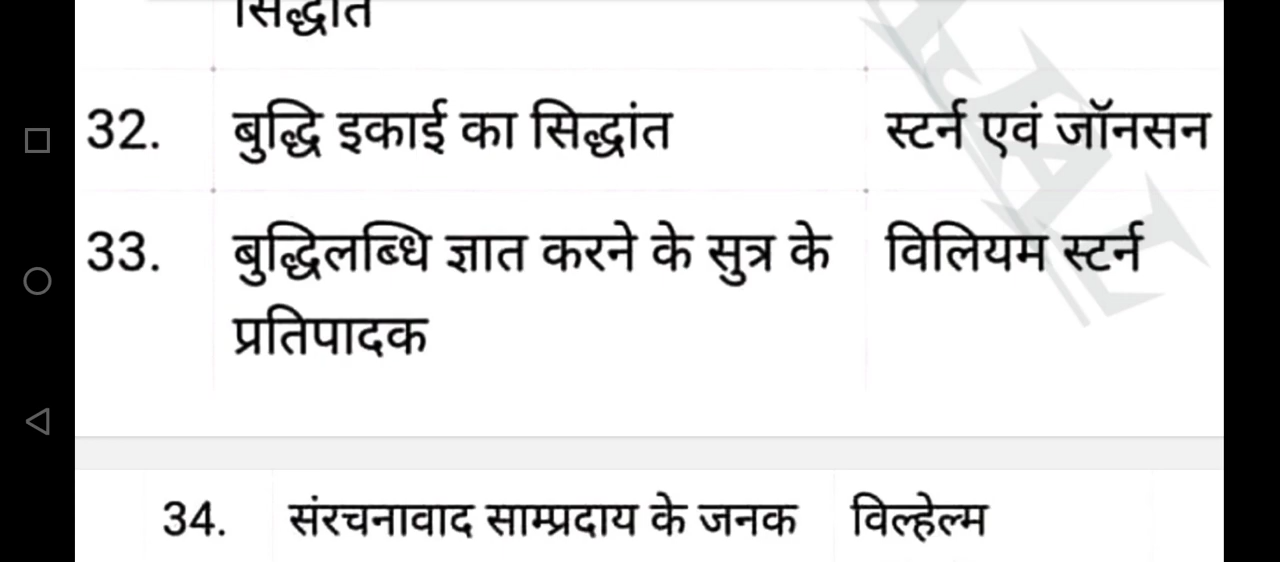 सिद्धांत
32. बुद्धि इकाई का सिद्धांत स्टर्न एवं जॉनसन
33. बुद्धिलब्धि ज्ञात करने के सुत्र के विलियम स्टर्न
प्रतिपादक
34. संरचनावाद साम्प्रदाय के जनक विल्हेल्म